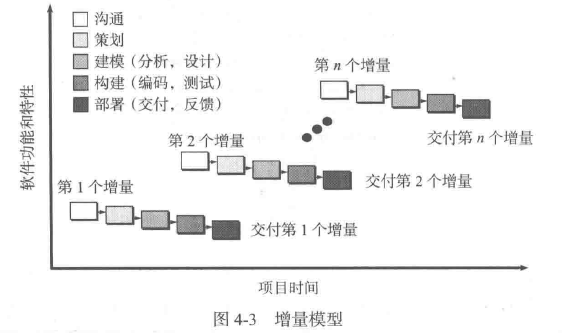 沟通
策划
建模（分析，设计）
构建（编码，测试）
部署（交付，反馈）
第 n 个增量
交付第 n 个增量
第 2 个增量
交付第 2 个增量
第 1 个增量
交付第 1 个增量
软件功能和特性
项目时间
图 4-3 增量模型